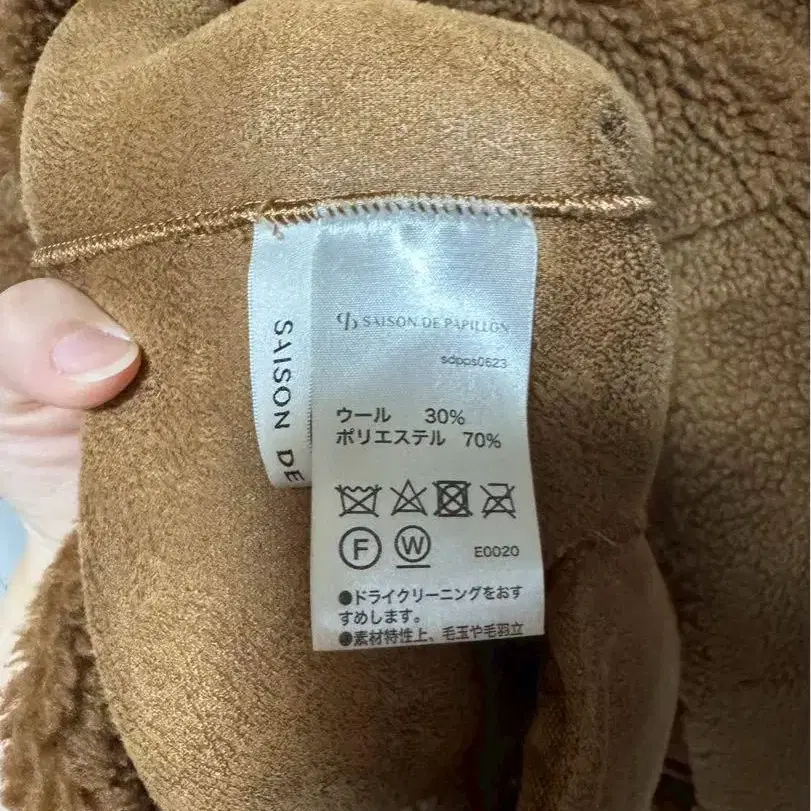 SAISON DE
SAISON DE PAPILLON
sdpps0623
ウール 30%
ポリエステル 70%
F W E0020
●ドライクリーニングをおす
すめします。
●素材特性上、毛玉や毛羽立